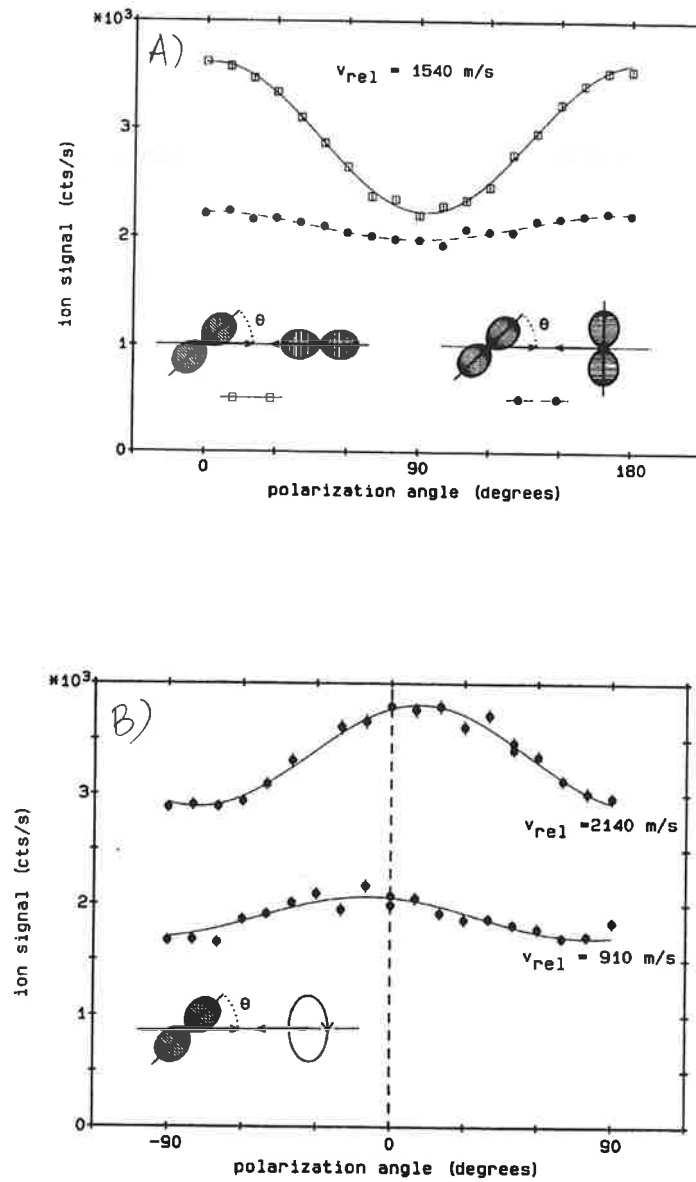 *10³
A)
v_rel = 1540 m/s
3
2
1
0
ion signal (cts/s)
θ
θ
0
90
180
polarization angle (degrees)
*10³
B)
3
v_rel =2140 m/s
2
v_rel = 910 m/s
1
0
ion signal (cts/s)
θ
-90
0
90
polarization angle (degrees)